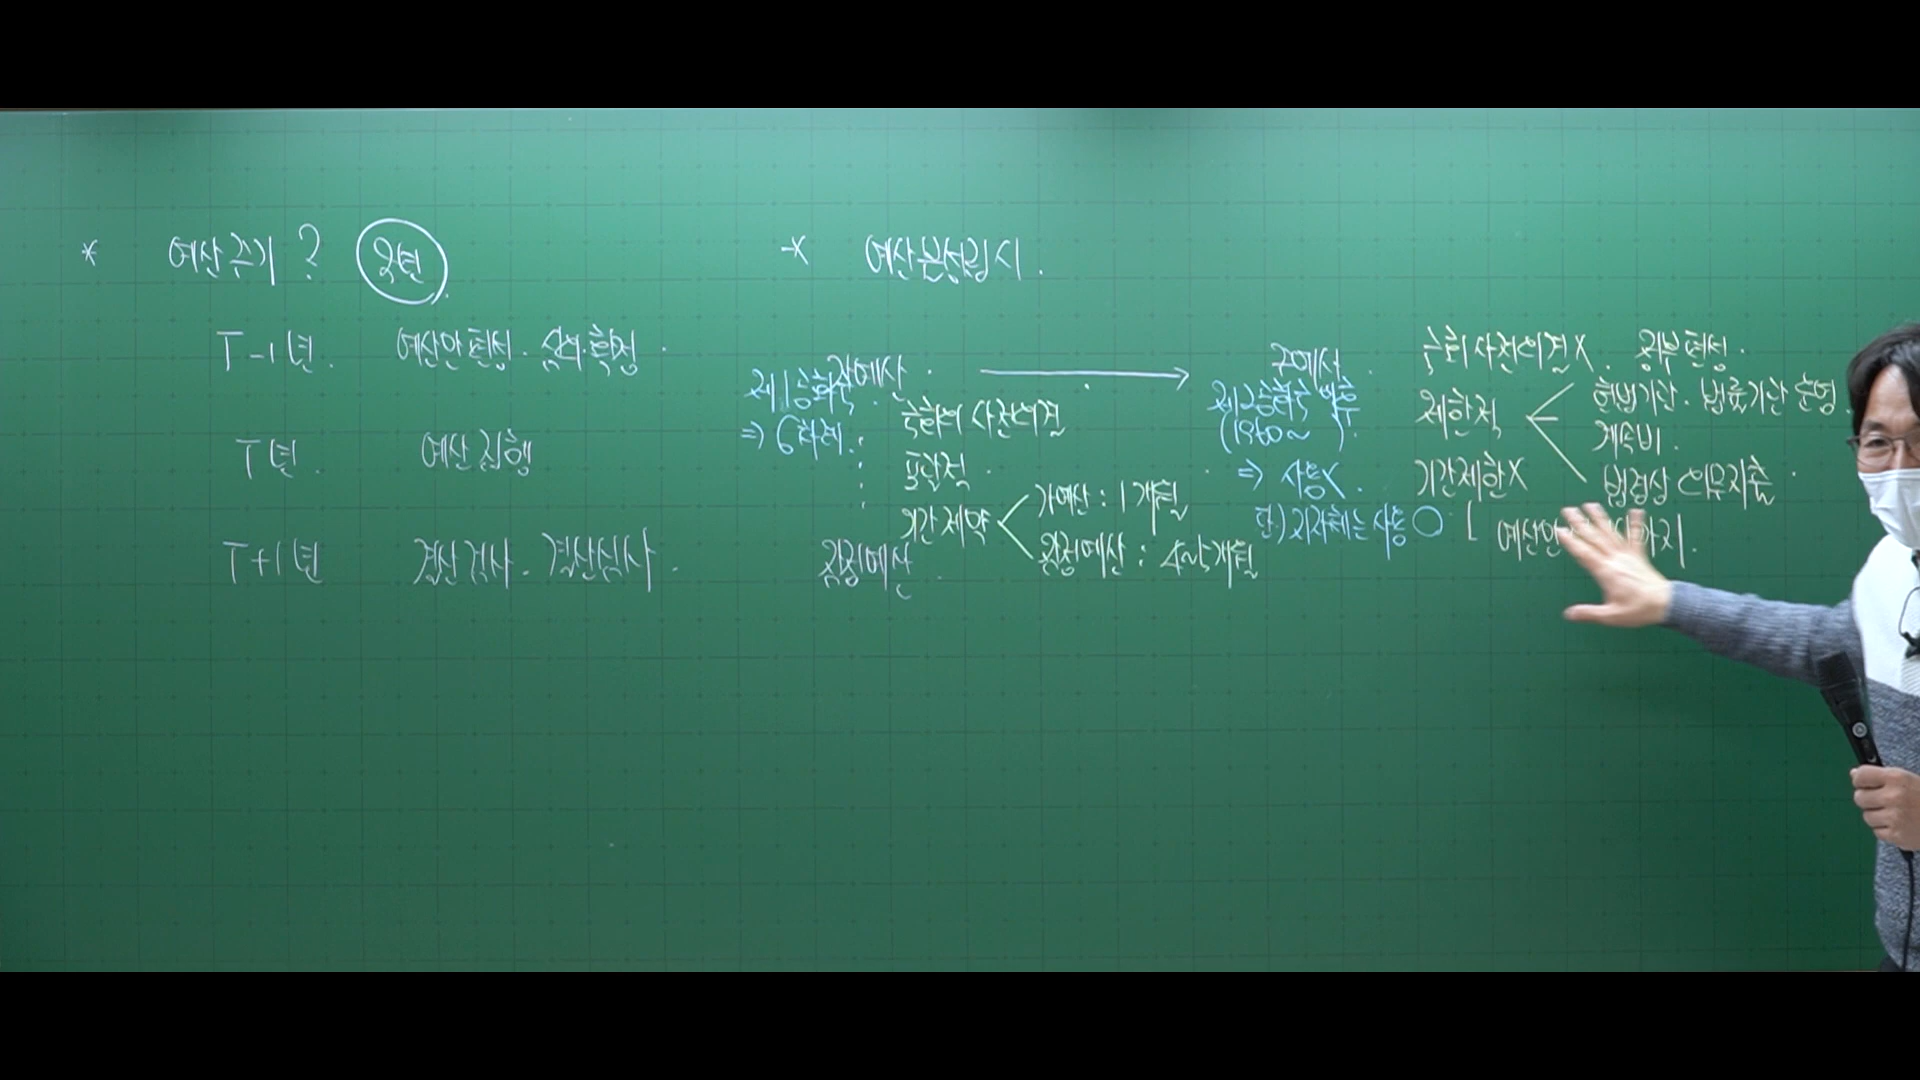 * 예산주기 ? 3년
T-1년. 예산안 편성. 심의·확정.
T년. 예산 집행
T+1년 결산검사. 결산심사.
* 예산불성립시.
가예산.
제1공화국.
⇒ 6차례.
국회의 사전의결
포괄적.
기간 제약
가예산 : 1개월
잠정예산 : 4~5개월
잠정예산.
준예산.
제2공화국 이후
(1960~ ).
⇒ 사용X.
단.) 지자체는 사용○
국회 사전의결X. 정부 편성.
제한적
헌법기관. 법률기관 운영.
계속비.
법률상 의무지출.
기간제한X
[ 예산안 까지.